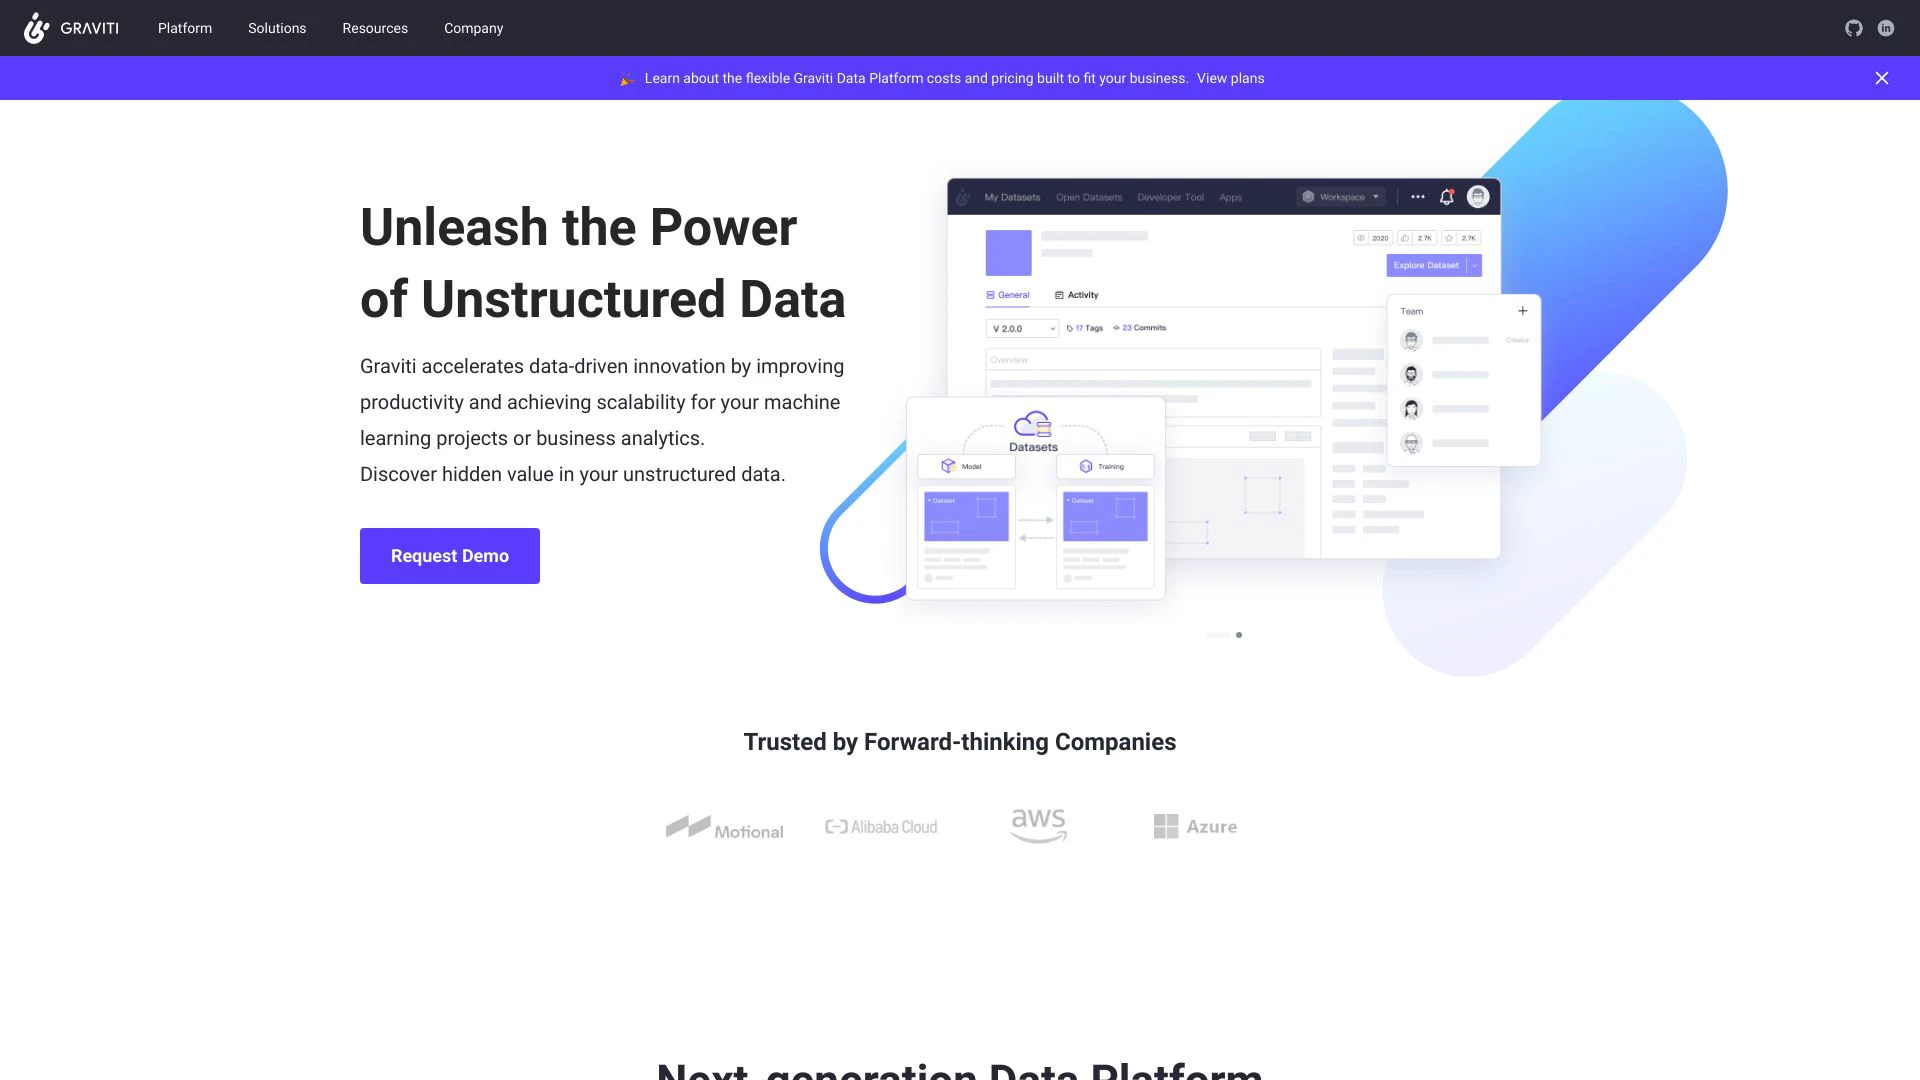 GRAVITI
Platform
Solutions
Resources
Company
Learn about the flexible Graviti Data Platform costs and pricing built to fit your business. View plans
Unleash the Power
of Unstructured Data
Graviti accelerates data-driven innovation by improving
productivity and achieving scalability for your machine
learning projects or business analytics.
Discover hidden value in your unstructured data.
Request Demo
My Datasets
Open Datasets
Developer Tool
Apps
Workspace
2020
2.7K
2.7K
Explore Dataset
General
Activity
V 2.0.0
17 Tags
23 Commits
Overview
Team
Creator
Datasets
Model
Training
Dataset
Dataset
Trusted by Forward-thinking Companies
Motional
Alibaba Cloud
aws
Azure
Next-generation Data Platform